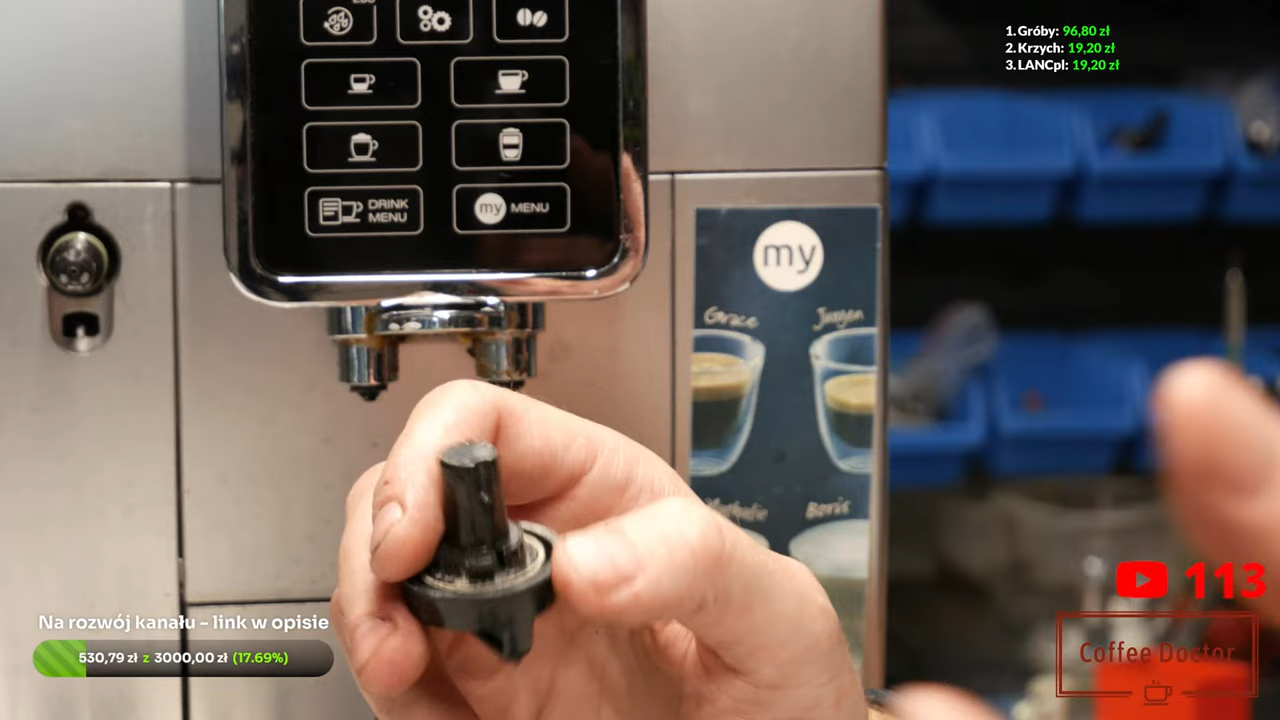 1.Gróby: 96,80 zł
2.Krzych: 19,20 zł
3.LANCpl: 19,20 zł
DRINK
MENU
my MENU
my
Grace
Jurgen
Nathalie
Boris
113
Na rozwój kanału - link w opisie
530,79 zł z 3000,00 zł (17.69%)
Coffee Doctor